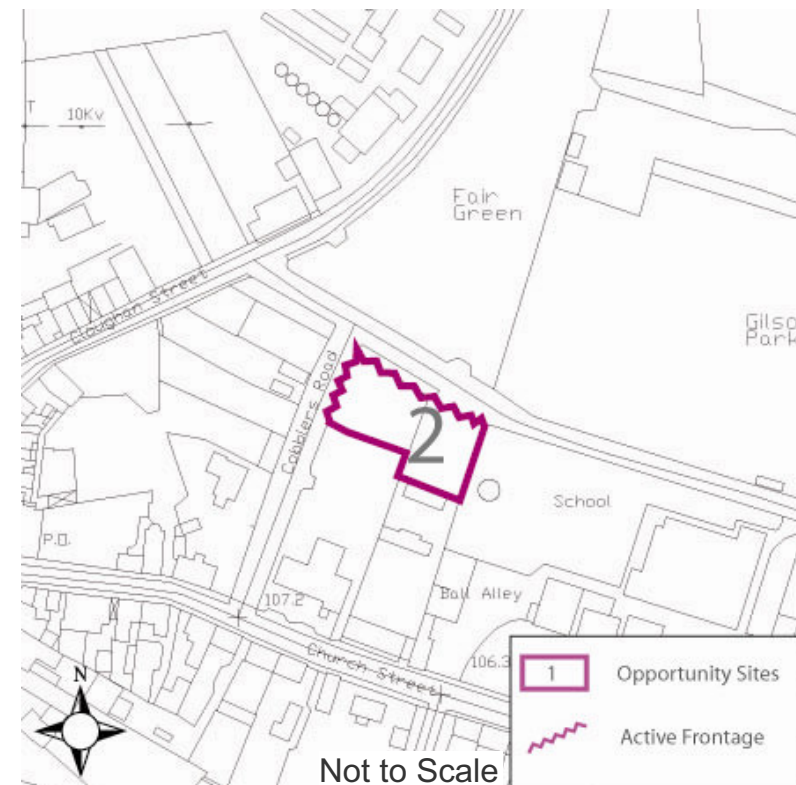 T
10Kv
Fair
Green
Cloughan Street
Gilso
Park
Cobblers Road
2
School
P.O.
107.2
Ball Alley
Church Street
106.3
N
1 Opportunity Sites
Active Frontage
Not to Scale